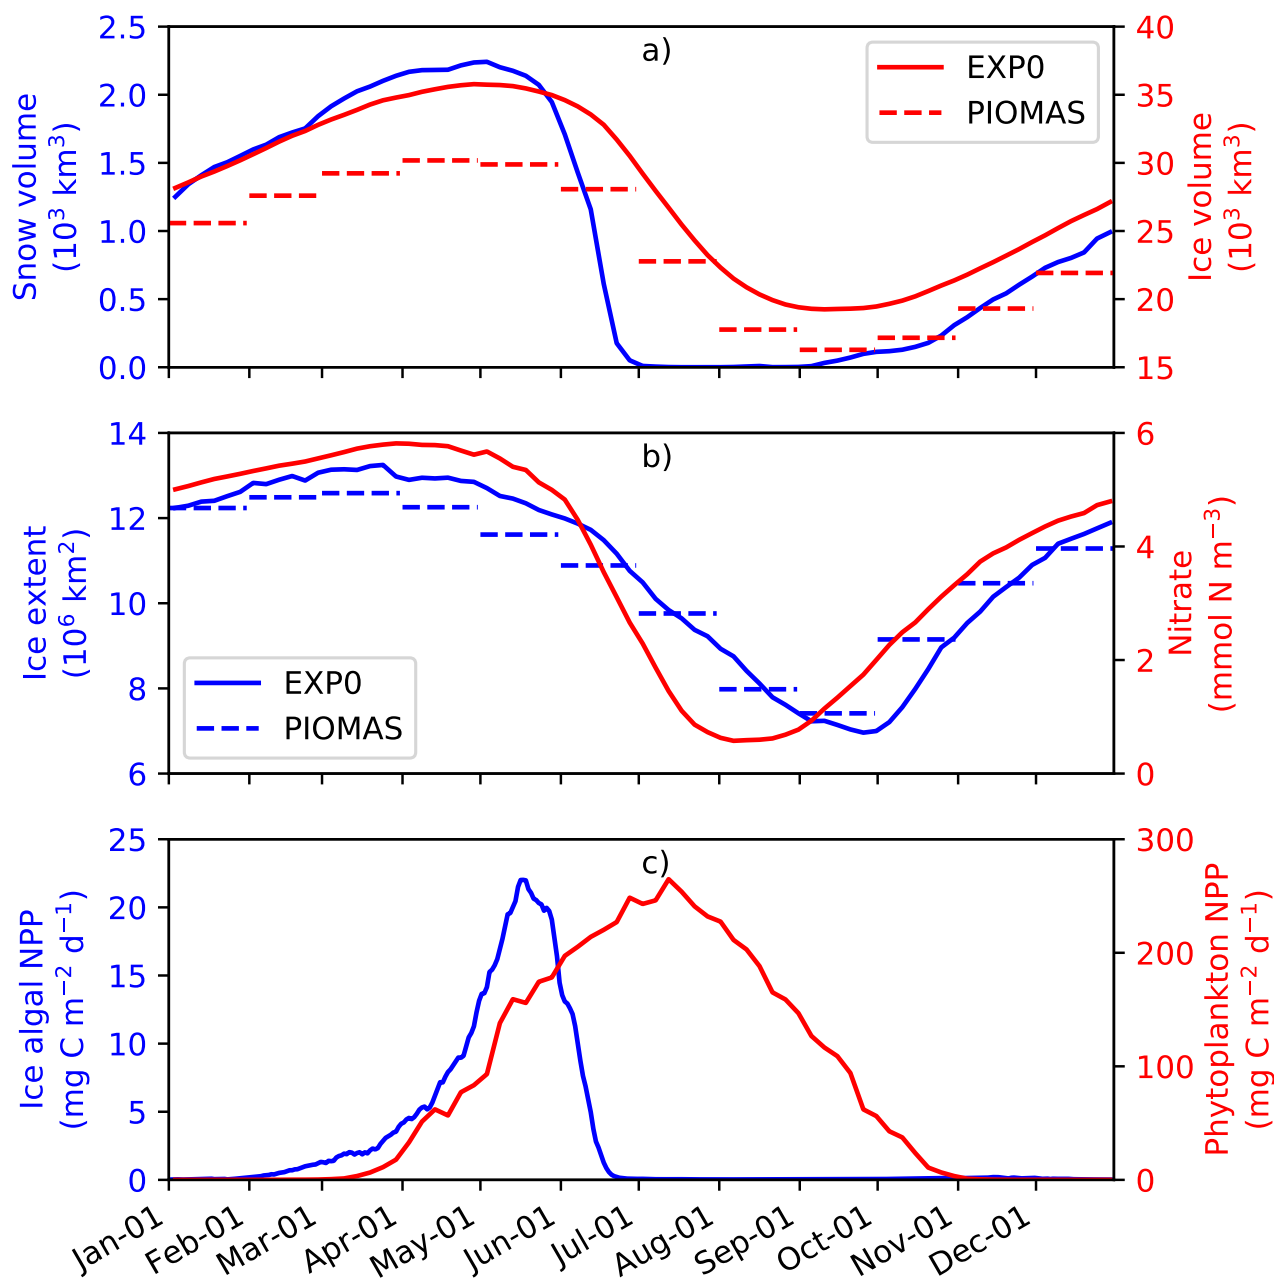 a)
2.5
2.0
1.5
1.0
0.5
0.0
Snow volume
(10³ km³)
EXP0
PIOMAS
40
35
30
25
20
15
Ice volume
(10³ km³)
b)
14
12
10
8
6
Ice extent
(10⁶ km²)
EXP0
PIOMAS
6
4
2
0
Nitrate
(mmol N m⁻³)
c)
25
20
15
10
5
0
Ice algal NPP
(mg C m⁻² d⁻¹)
300
200
100
0
Phytoplankton NPP
(mg C m⁻² d⁻¹)
Jan-01
Feb-01
Mar-01
Apr-01
May-01
Jun-01
Jul-01
Aug-01
Sep-01
Oct-01
Nov-01
Dec-01